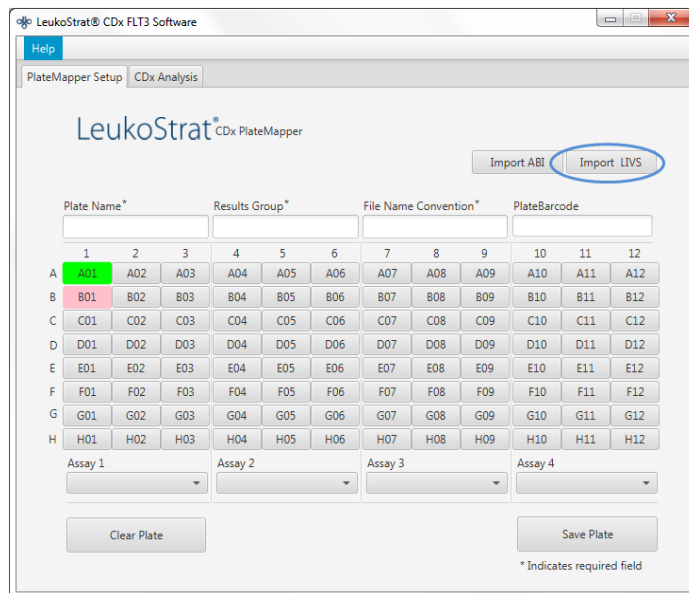 LeukoStrat® CDx FLT3 Software
Help
PlateMapper Setup CDx Analysis
LeukoStrat® CDx PlateMapper
Import ABI Import LIVS
Plate Name* Results Group* File Name Convention* PlateBarcode
1 2 3 4 5 6 7 8 9 10 11 12
A A01 A02 A03 A04 A05 A06 A07 A08 A09 A10 A11 A12
B B01 B02 B03 B04 B05 B06 B07 B08 B09 B10 B11 B12
C C01 C02 C03 C04 C05 C06 C07 C08 C09 C10 C11 C12
D D01 D02 D03 D04 D05 D06 D07 D08 D09 D10 D11 D12
E E01 E02 E03 E04 E05 E06 E07 E08 E09 E10 E11 E12
F F01 F02 F03 F04 F05 F06 F07 F08 F09 F10 F11 F12
G G01 G02 G03 G04 G05 G06 G07 G08 G09 G10 G11 G12
H H01 H02 H03 H04 H05 H06 H07 H08 H09 H10 H11 H12
Assay 1 Assay 2 Assay 3 Assay 4
Clear Plate Save Plate
* Indicates required field